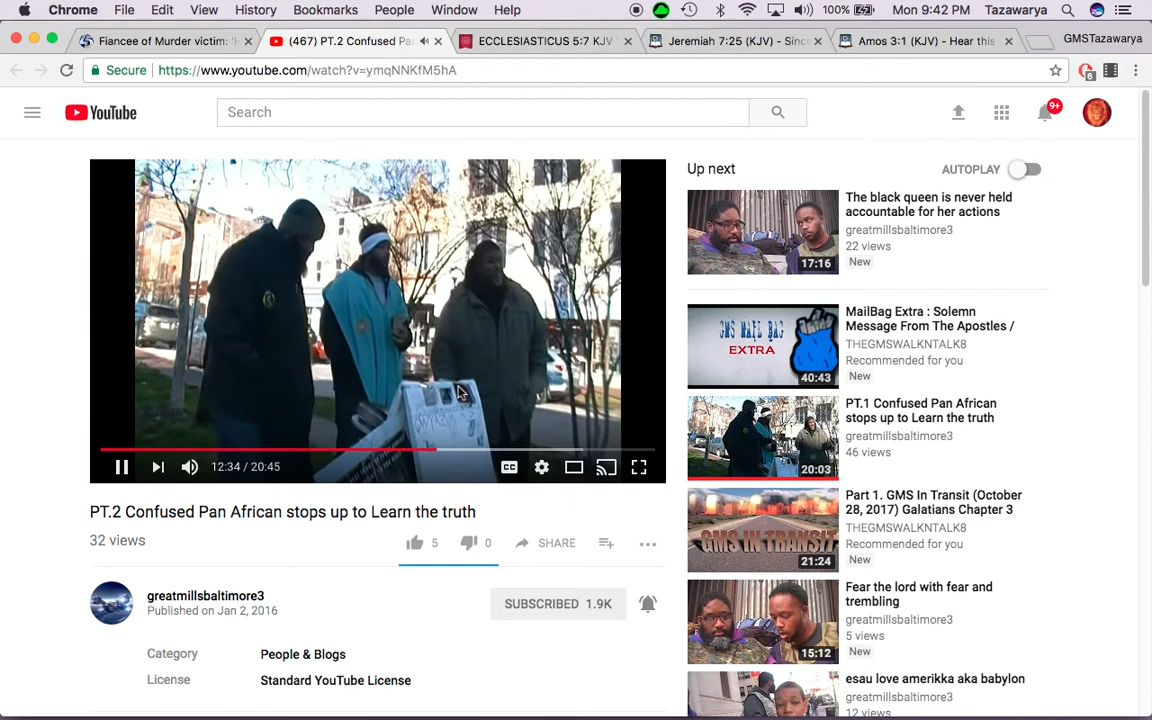 Chrome File Edit View History Bookmarks People Window Help 100% Mon 9:42 PM Tazawarya
Fiancee of Murder victim: 'H
(467) PT.2 Confused Pan
ECCLESIASTICUS 5:7 KJV
Jeremiah 7:25 (KJV) - Since
Amos 3:1 (KJV) - Hear this
GMSTazawarya
Secure https://www.youtube.com/watch?v=ymqNNKfM5hA
6
YouTube
Search
9+
12:34 / 20:45
CC
PT.2 Confused Pan African stops up to Learn the truth
32 views
5
0
SHARE
greatmillsbaltimore3
Published on Jan 2, 2016
SUBSCRIBED 1.9K
Category People & Blogs
License Standard YouTube License
Up next
AUTOPLAY
17:16
The black queen is never held
accountable for her actions
greatmillsbaltimore3
22 views
New
GMS MAIL BAG
EXTRA
40:43
MailBag Extra : Solemn
Message From The Apostles /
THEGMSWALKNTALK8
Recommended for you
New
20:03
PT.1 Confused Pan African
stops up to Learn the truth
greatmillsbaltimore3
46 views
GMS IN TRANSIT
21:24
Part 1. GMS In Transit (October
28, 2017) Galatians Chapter 3
THEGMSWALKNTALK8
Recommended for you
New
15:12
Fear the lord with fear and
trembling
greatmillsbaltimore3
5 views
New
esau love amerikka aka babylon
greatmillsbaltimore3
12 views